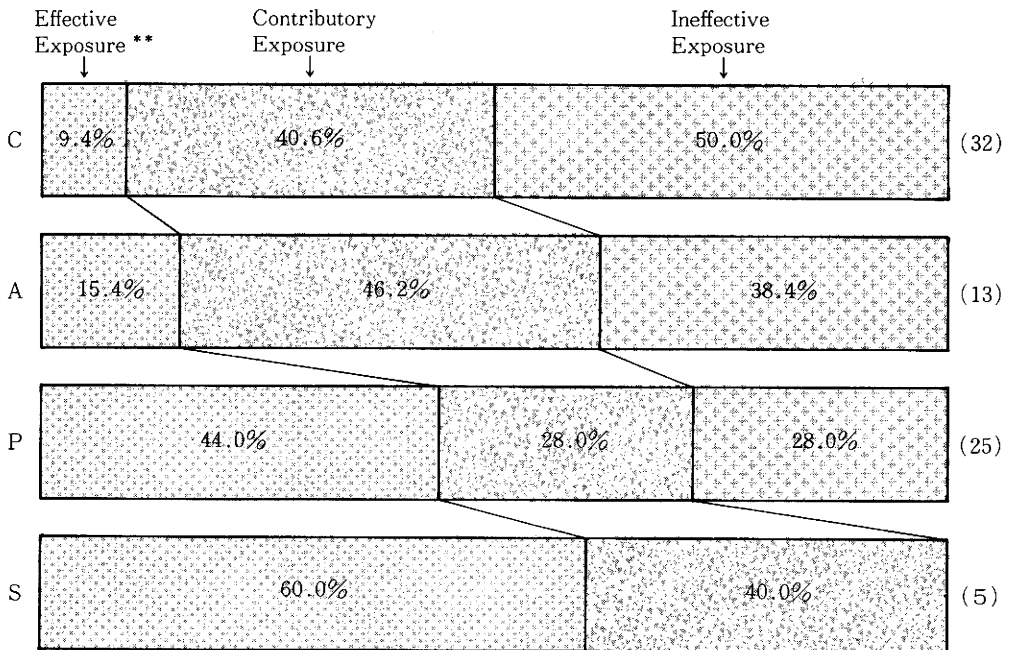 Effective
Exposure **
Contributory
Exposure
Ineffective
Exposure
↓ ↓ ↓
C 9.4% 40.6% 50.0% (32)
A 15.4% 46.2% 38.4% (13)
P 44.0% 28.0% 28.0% (25)
S 60.0% 40.0% (5)